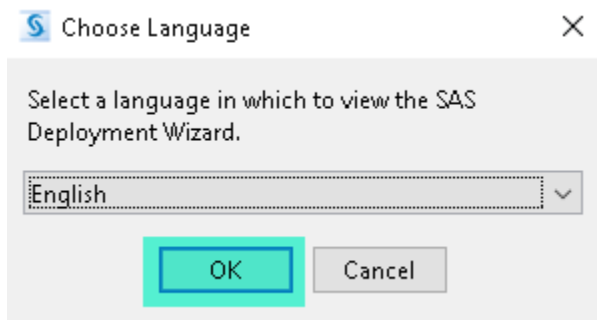 Choose Language
Select a language in which to view the SAS
Deployment Wizard.
English
OK
Cancel